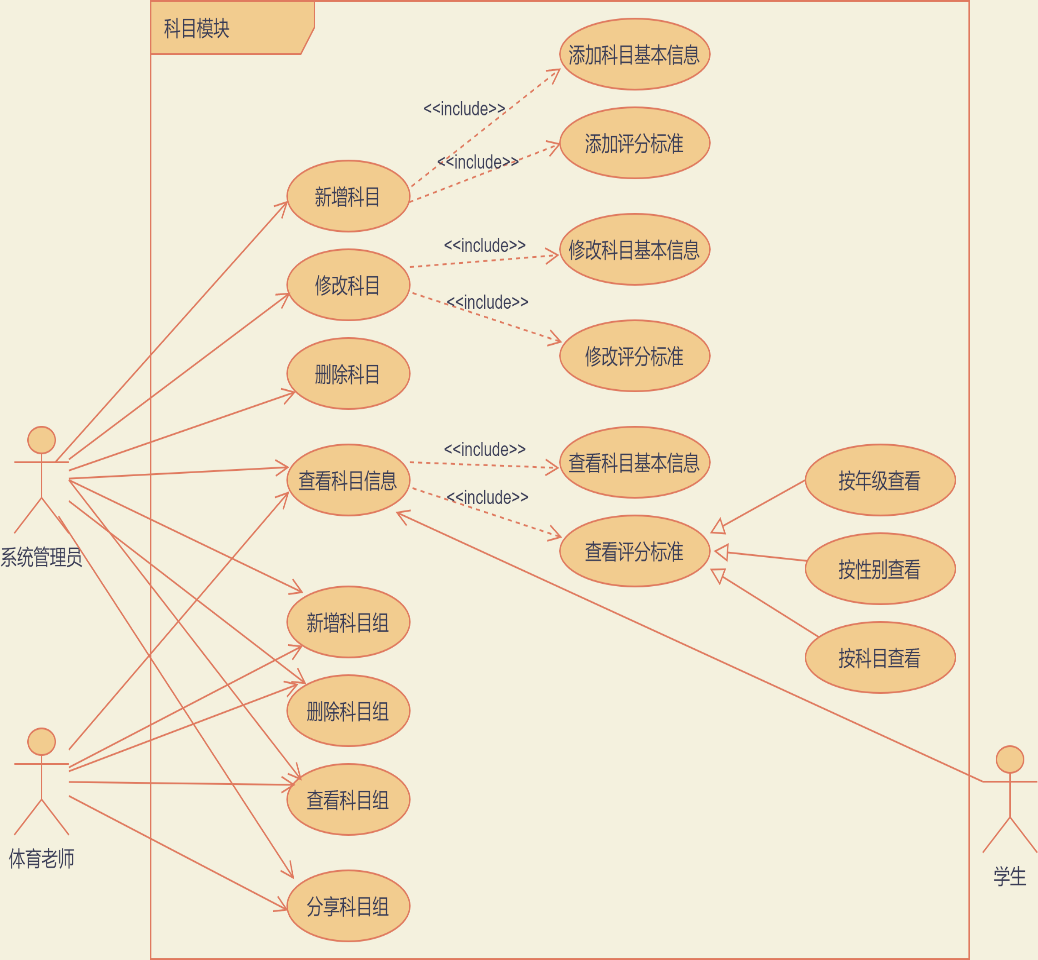 科目模块
添加科目基本信息
<<include>>
添加评分标准
<<include>>
新增科目
<<include>>
修改科目基本信息
修改科目
<<include>>
修改评分标准
删除科目
<<include>>
查看科目基本信息
查看科目信息
按年级查看
<<include>>
查看评分标准
系统管理员
按性别查看
新增科目组
按科目查看
删除科目组
查看科目组
体育老师
学生
分享科目组